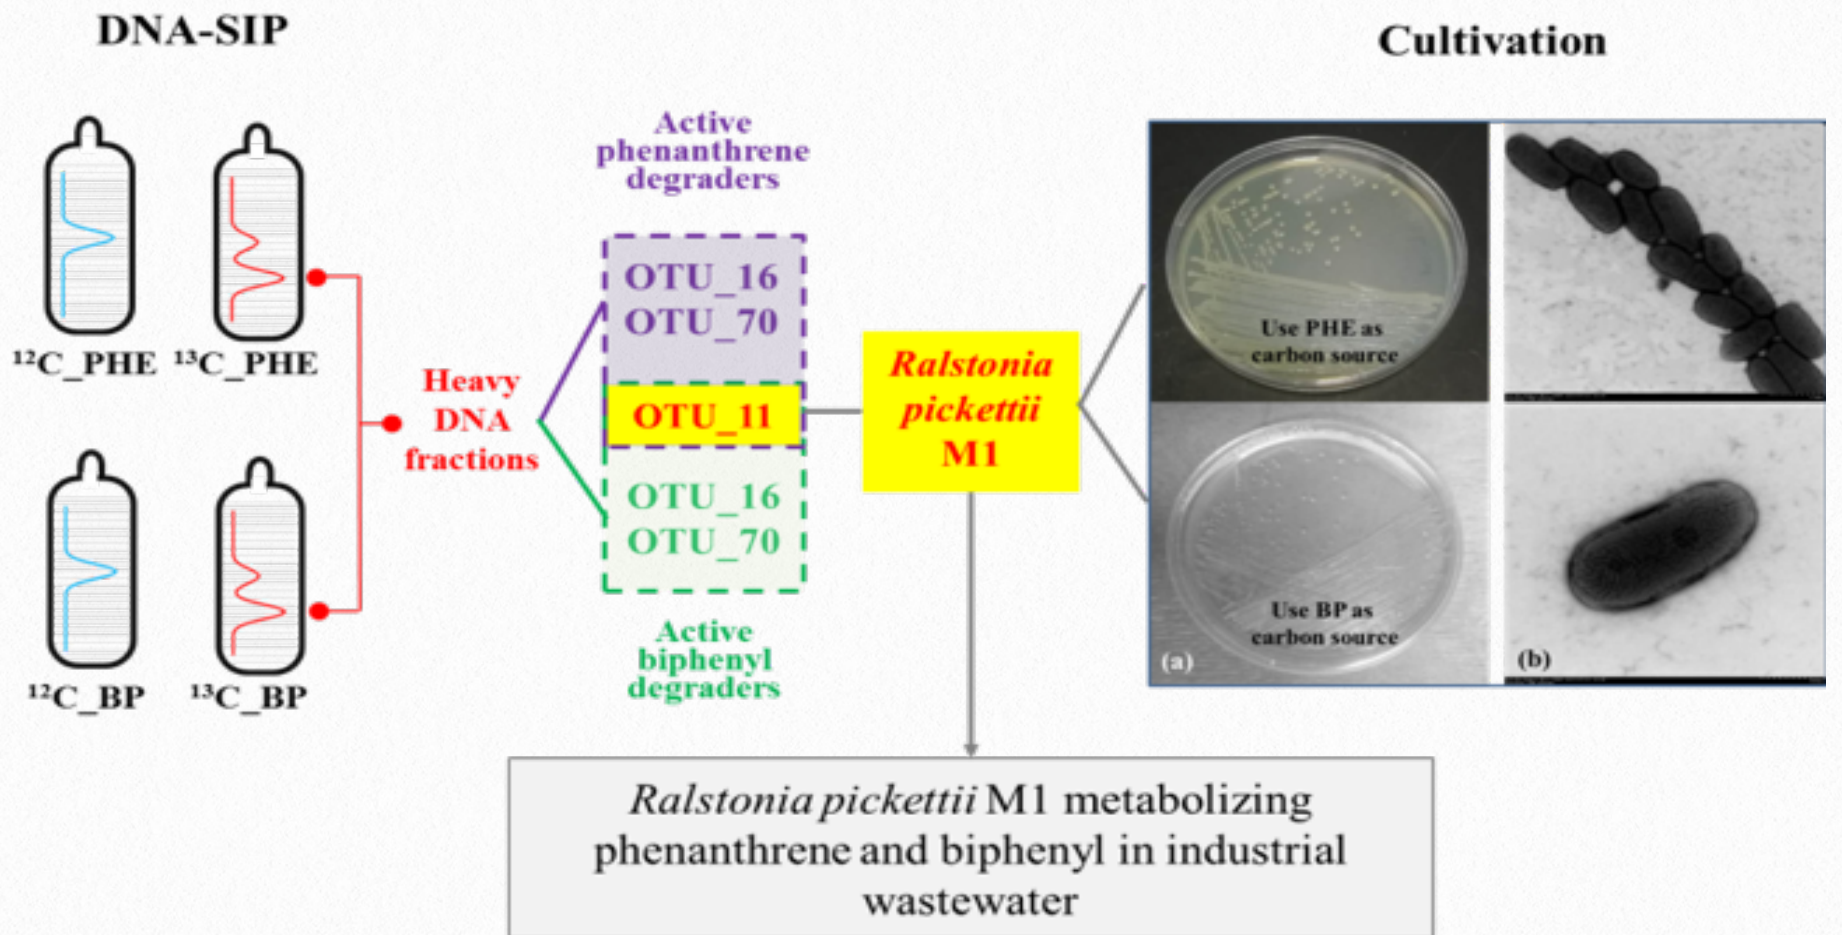 DNA-SIP
Cultivation
¹²C_PHE
¹³C_PHE
¹²C_BP
¹³C_BP
Heavy
DNA
fractions
Active
phenanthrene
degraders
OTU_16
OTU_70
OTU_11
OTU_16
OTU_70
Active
biphenyl
degraders
Ralstonia
pickettii
M1
Use PHE as
carbon source
Use BP as
carbon source
(a)
(b)
Ralstonia pickettii M1 metabolizing
phenanthrene and biphenyl in industrial
wastewater